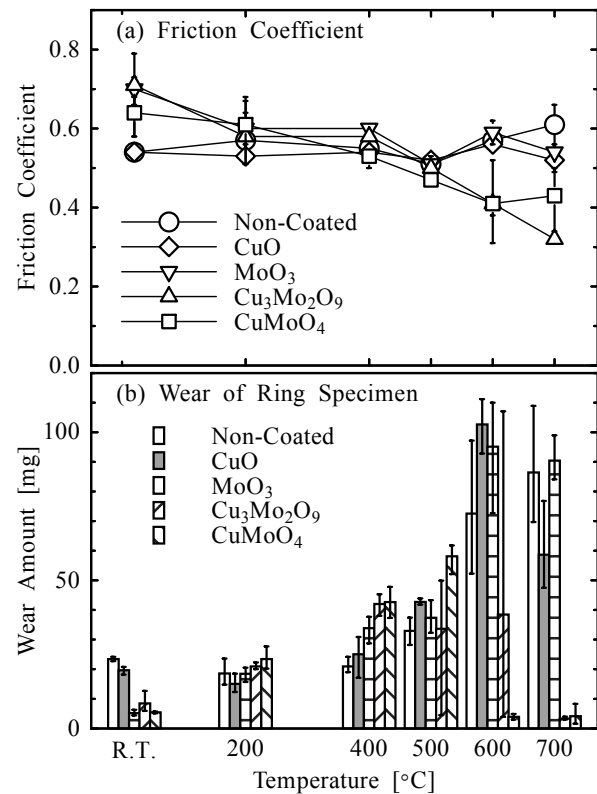 (a) Friction Coefficient
0.8
0.6
0.4
0.2
0.0
Friction Coefficient
Non-Coated
CuO
MoO₃
Cu₃Mo₂O₉
CuMoO₄
(b) Wear of Ring Specimen
100
50
0
Wear Amount [mg]
Non-Coated
CuO
MoO₃
Cu₃Mo₂O₉
CuMoO₄
R.T. 200 400 500 600 700
Temperature [°C]